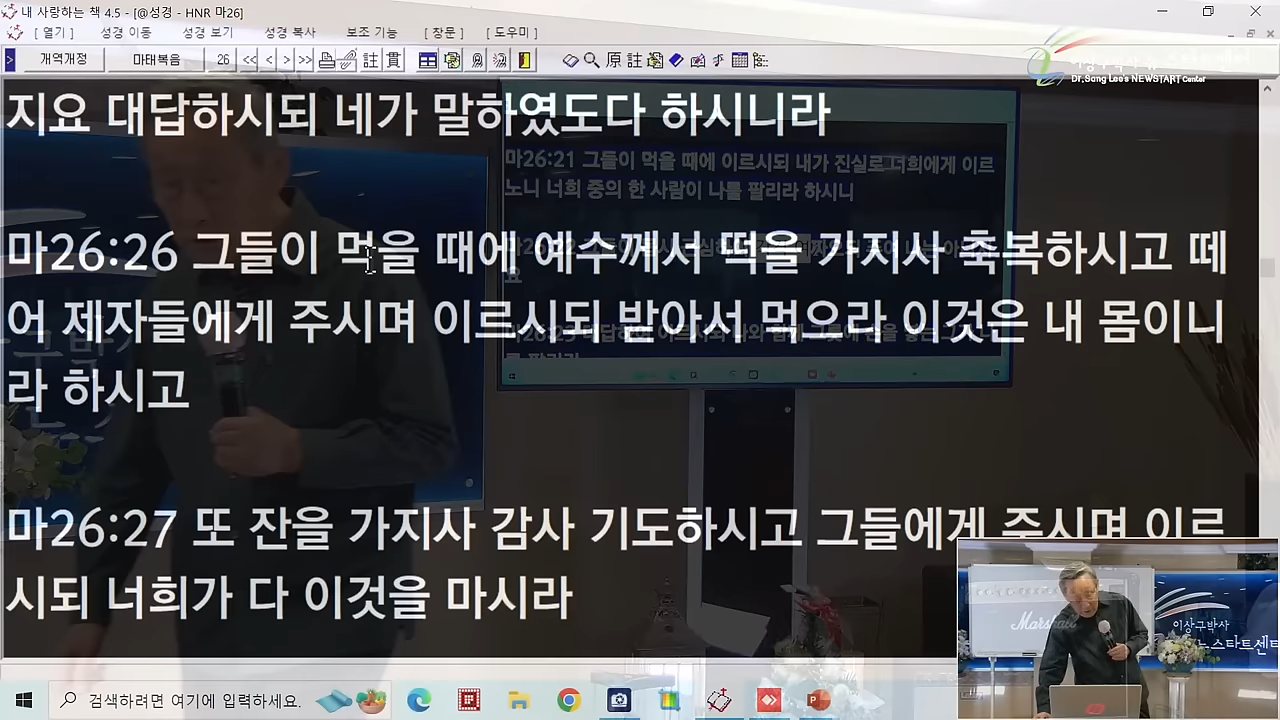 내 사랑하는 책 4.5 - [@성경 - HNR 마26]
[ 열기 ] 성경 이동 성경 보기 성경 복사 보조 기능 [ 창문 ] [ 도우미 ]
개역개정 마태복음 26 << < > >> 註 貫 原 註
Dr.Sang Lee's NEWSTART Center
지요 대답하시되 네가 말하였도다 하시니라
마26:21 그들이 먹을 때에 이르시되 내가 진실로 너희에게 이르
노니 너희 중의 한 사람이 나를 팔리라 하시니
마26:26 그들이 먹을 때에 예수께서 떡을 가지사 축복하시고 떼
어 제자들에게 주시며 이르시되 받아서 먹으라 이것은 내 몸이니
라 하시고
마26:27 또 잔을 가지사 감사 기도하시고 그들에게 주시며 이르
시되 너희가 다 이것을 마시라
Marshall
이상구박사
뉴스타트센터
검색하려면 여기에 입력하세요.